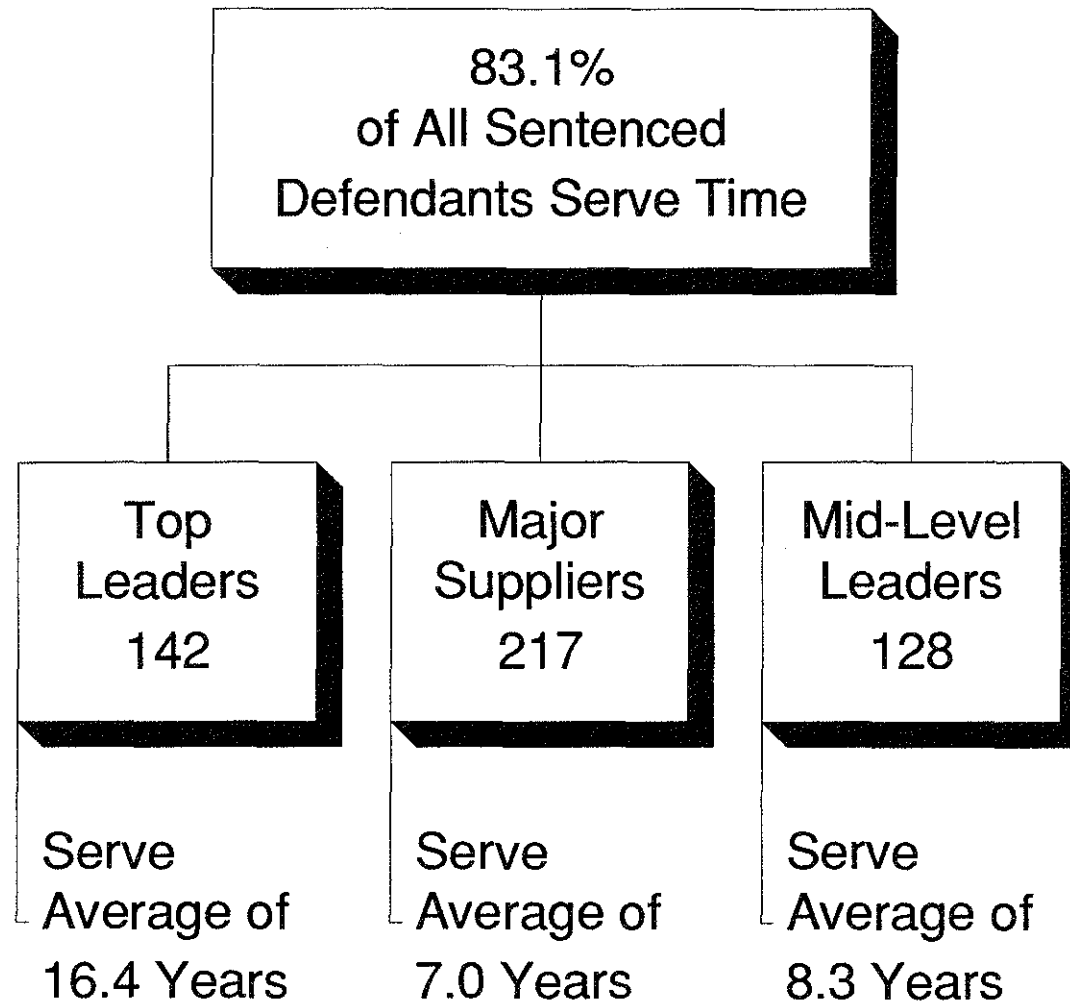 83.1%
of All Sentenced
Defendants Serve Time
Top
Leaders
142
Serve
Average of
16.4 Years
Major
Suppliers
217
Serve
Average of
7.0 Years
Mid-Level
Leaders
128
Serve
Average of
8.3 Years